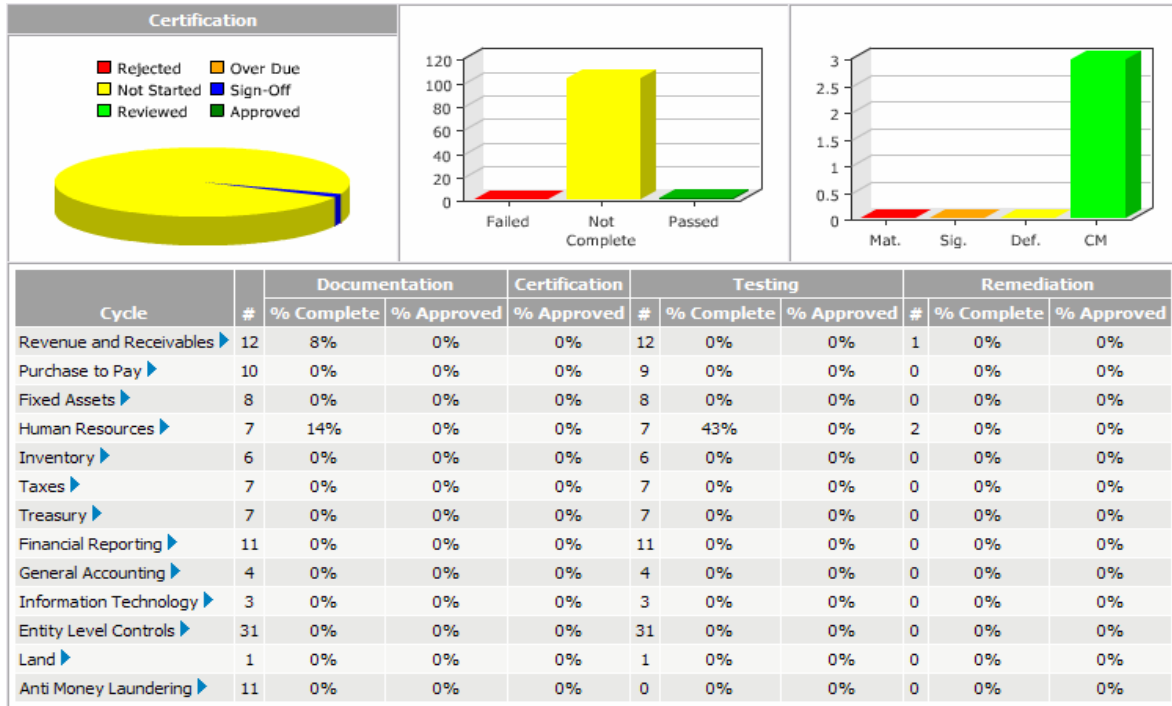 Certification
Rejected Over Due
Not Started Sign-Off
Reviewed Approved
120
100
80
60
40
20
0
Failed Not Complete Passed
3
2.5
2
1.5
1
0.5
0
Mat. Sig. Def. CM
Documentation Certification Testing Remediation
Cycle # % Complete % Approved % Approved # % Complete % Approved # % Complete % Approved
Revenue and Receivables 12 8% 0% 0% 12 0% 0% 1 0% 0%
Purchase to Pay 10 0% 0% 0% 9 0% 0% 0 0% 0%
Fixed Assets 8 0% 0% 0% 8 0% 0% 0 0% 0%
Human Resources 7 14% 0% 0% 7 43% 0% 2 0% 0%
Inventory 6 0% 0% 0% 6 0% 0% 0 0% 0%
Taxes 7 0% 0% 0% 7 0% 0% 0 0% 0%
Treasury 7 0% 0% 0% 7 0% 0% 0 0% 0%
Financial Reporting 11 0% 0% 0% 11 0% 0% 0 0% 0%
General Accounting 4 0% 0% 0% 4 0% 0% 0 0% 0%
Information Technology 3 0% 0% 0% 3 0% 0% 0 0% 0%
Entity Level Controls 31 0% 0% 0% 31 0% 0% 0 0% 0%
Land 1 0% 0% 0% 1 0% 0% 0 0% 0%
Anti Money Laundering 11 0% 0% 0% 0 0% 0% 0 0% 0%